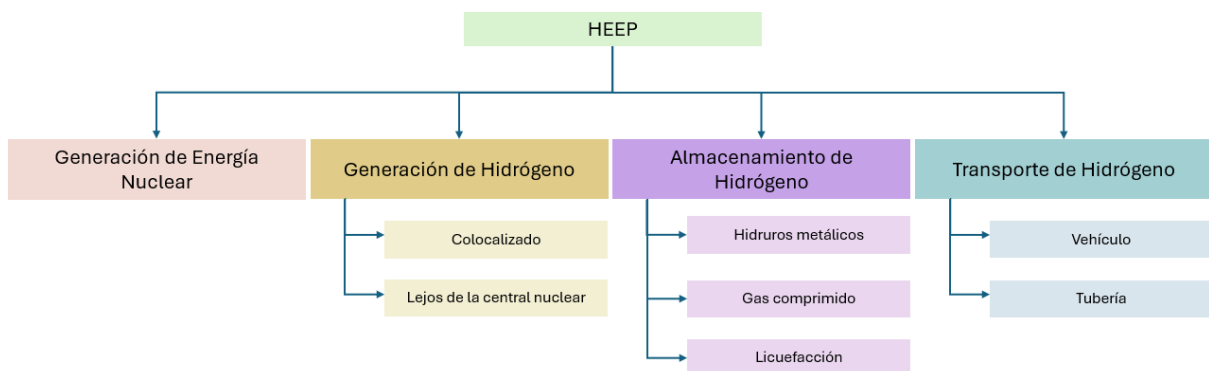 HEEP
Generación de Energía
Nuclear
Generación de Hidrógeno
Almacenamiento de
Hidrógeno
Transporte de Hidrógeno
Colocalizado
Lejos de la central nuclear
Hidruros metálicos
Gas comprimido
Licuefacción
Vehículo
Tubería